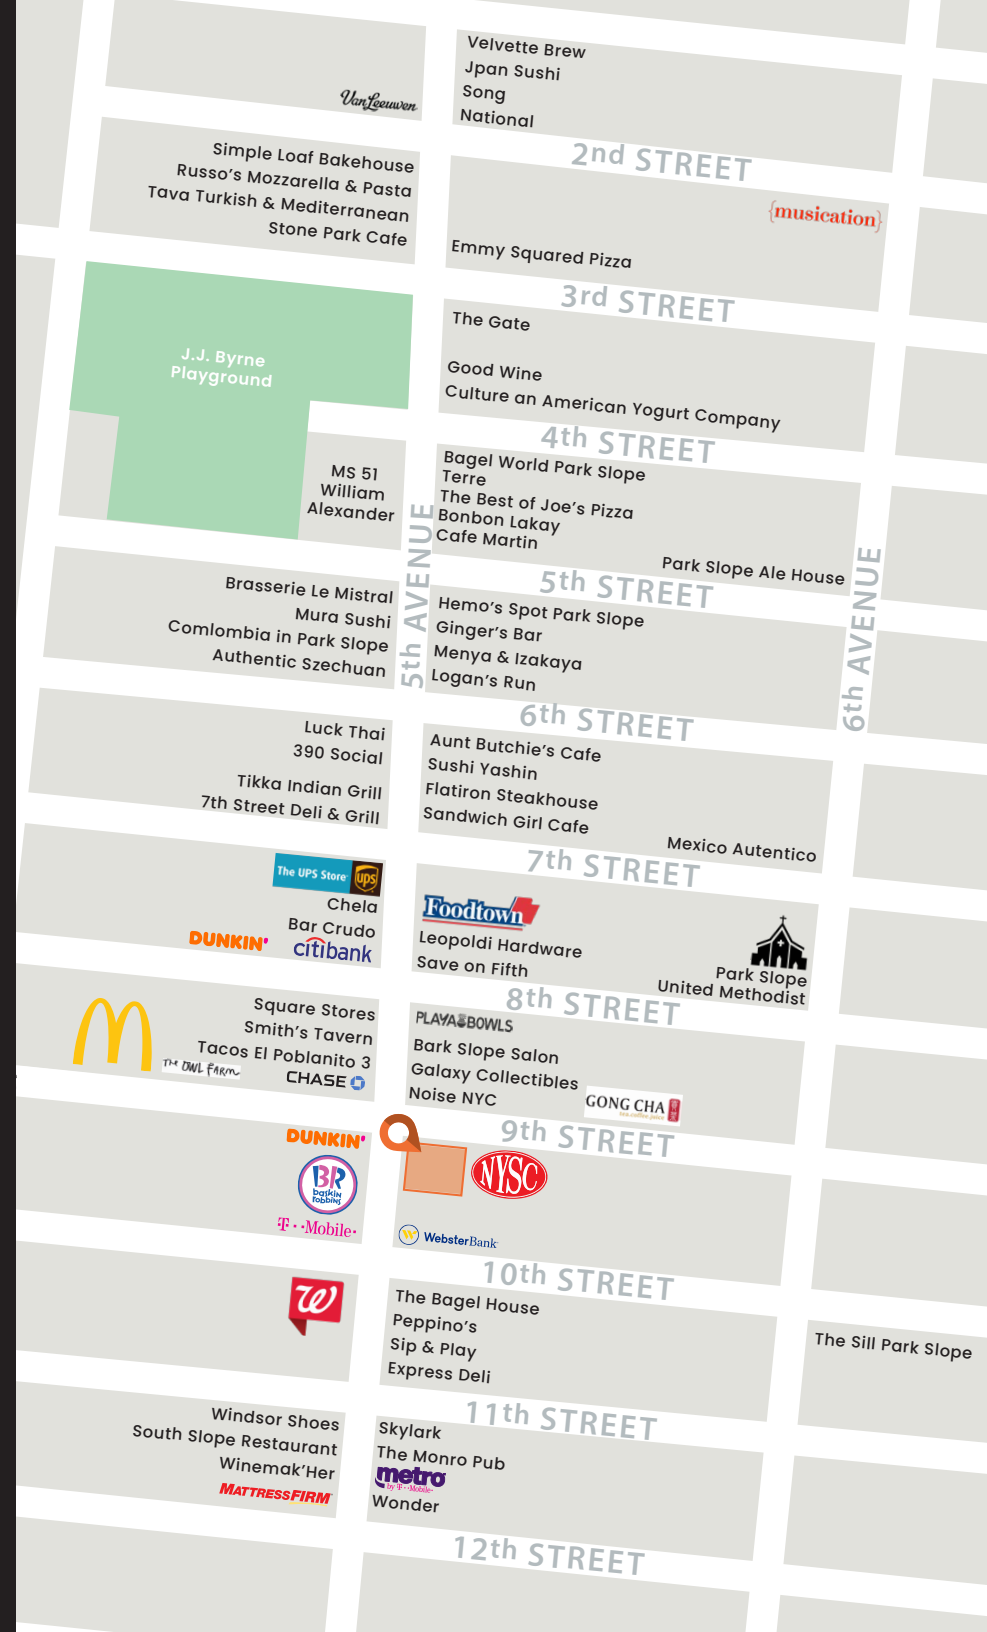 Velvette Brew
Jpan Sushi
Song
National
Van Leeuwen
2nd STREET
Simple Loaf Bakehouse
Russo's Mozzarella & Pasta
Tava Turkish & Mediterranean
Stone Park Cafe
{musication}
Emmy Squared Pizza
3rd STREET
J.J. Byrne
Playground
The Gate
Good Wine
Culture an American Yogurt Company
4th STREET
MS 51
William
Alexander
Bagel World Park Slope
Terre
The Best of Joe's Pizza
Bonbon Lakay
Cafe Martin
Park Slope Ale House
5th AVENUE
6th AVENUE
5th STREET
Brasserie Le Mistral
Mura Sushi
Comlombia in Park Slope
Authentic Szechuan
Hemo's Spot Park Slope
Ginger's Bar
Menya & Izakaya
Logan's Run
6th STREET
Luck Thai
390 Social
Tikka Indian Grill
7th Street Deli & Grill
Aunt Butchie's Cafe
Sushi Yashin
Flatiron Steakhouse
Sandwich Girl Cafe
Mexico Autentico
7th STREET
The UPS Store
ups
Chela
Bar Crudo
DUNKIN'
citibank
Foodtown
Leopoldi Hardware
Save on Fifth
Park Slope
United Methodist
8th STREET
Square Stores
Smith's Tavern
Tacos El Poblanito 3
THE OWL FARM
CHASE
PLAYA BOWLS
Bark Slope Salon
Galaxy Collectibles
Noise NYC
GONG CHA
tea.coffee.juice
9th STREET
DUNKIN'
BR
baskin
robbins
T··Mobile·
NYSC
WebsterBank
10th STREET
W
The Bagel House
Peppino's
Sip & Play
Express Deli
The Sill Park Slope
11th STREET
Windsor Shoes
South Slope Restaurant
Winemak'Her
MATTRESSFIRM
Skylark
The Monro Pub
metro
by T··Mobile·
Wonder
12th STREET